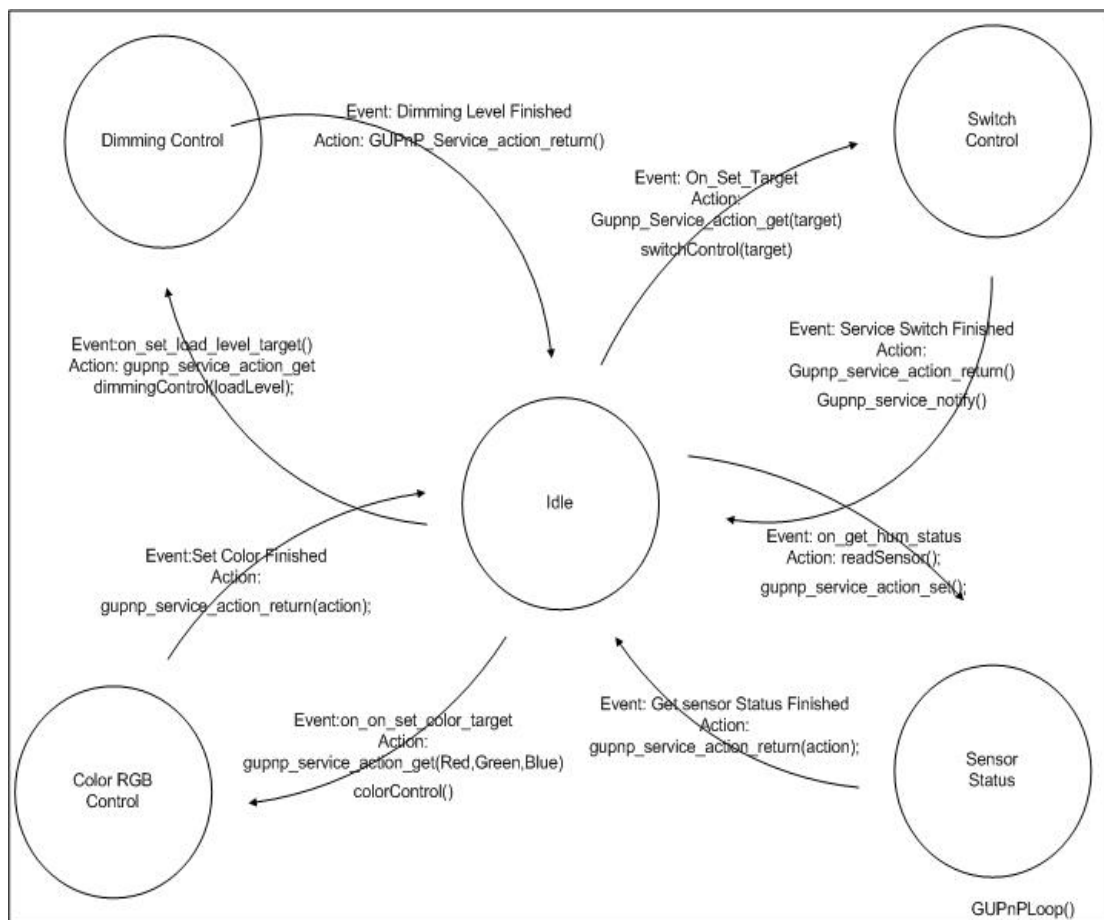 Dimming Control
Event: Dimming Level Finished
Action: GUPnP_Service_action_return()
Switch
Control
Event: On_Set_Target
Action:
Gupnp_Service_action_get(target)
switchControl(target)
Event:on_set_load_level_target()
Action: gupnp_service_action_get
dimmingControl(loadLevel);
Event: Service Switch Finished
Action:
Gupnp_service_action_return()
Gupnp_service_notify()
Idle
Event:Set Color Finished
Action:
gupnp_service_action_return(action);
Event: on_get_hum_status
Action: readSensor();
gupnp_service_action_set();
Event:on_on_set_color_target
Action:
gupnp_service_action_get(Red,Green,Blue)
colorControl()
Event: Get sensor Status Finished
Action:
gupnp_service_action_return(action);
Color RGB
Control
Sensor
Status
GUPnPLoop()